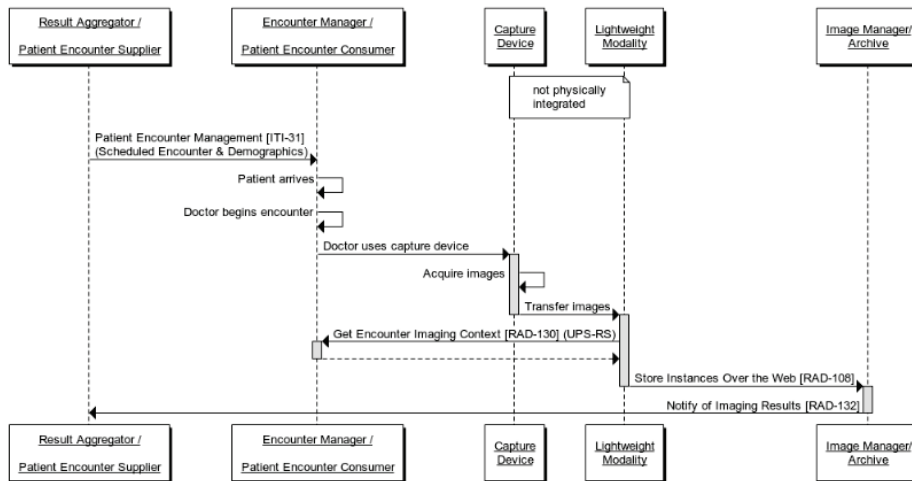 Result Aggregator /
Patient Encounter Supplier
Encounter Manager /
Patient Encounter Consumer
Capture
Device
Lightweight
Modality
Image Manager/
Archive
not physically
integrated
Patient Encounter Management [ITI-31]
(Scheduled Encounter & Demographics)
Patient arrives
Doctor begins encounter
Doctor uses capture device
Acquire images
Transfer images
Get Encounter Imaging Context [RAD-130] (UPS-RS)
Store Instances Over the Web [RAD-108]
Notify of Imaging Results [RAD-132]
Result Aggregator /
Patient Encounter Supplier
Encounter Manager /
Patient Encounter Consumer
Capture
Device
Lightweight
Modality
Image Manager/
Archive